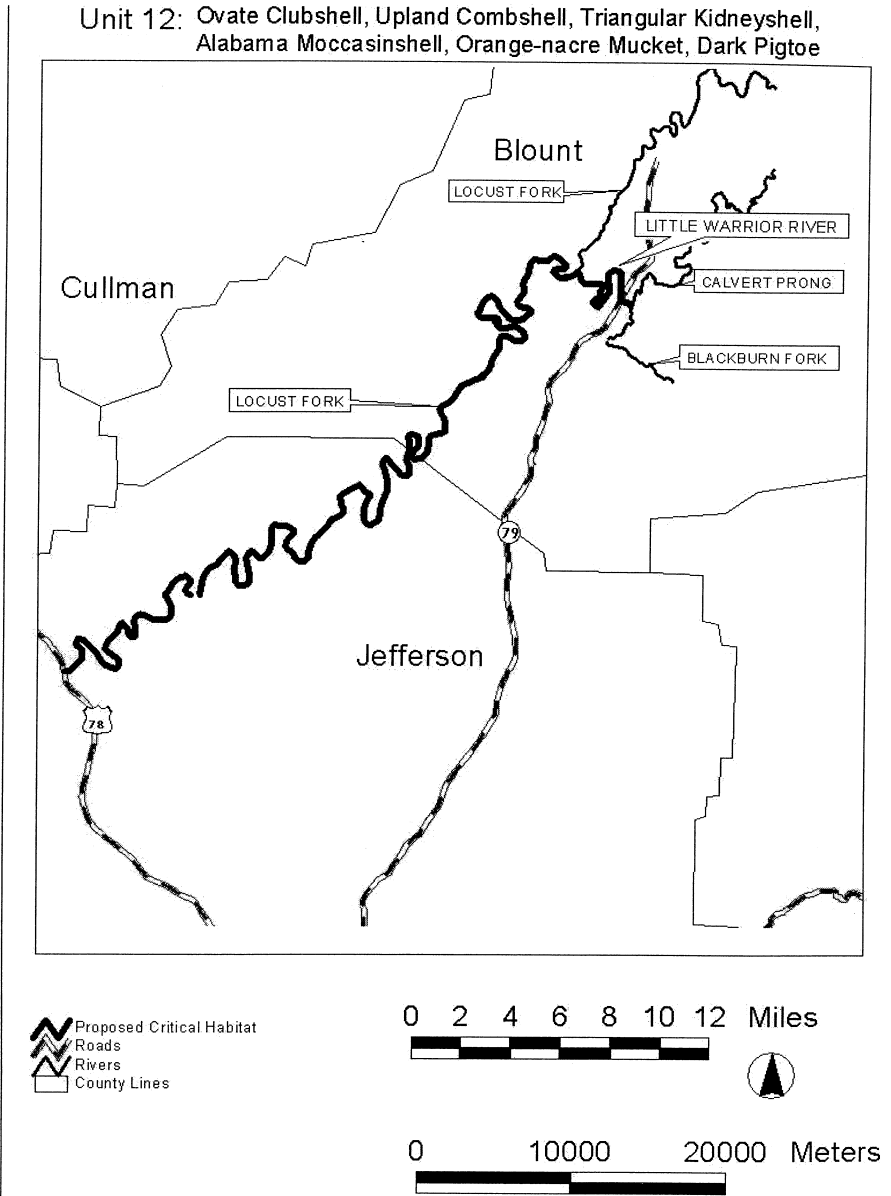 Unit 12: Ovate Clubshell, Upland Combshell, Triangular Kidneyshell,
Alabama Moccasinshell, Orange-nacre Mucket, Dark Pigtoe
Blount
LOCUST FORK
LITTLE WARRIOR RIVER
Cullman
CALVERT PRONG
BLACKBURN FORK
LOCUST FORK
79
Jefferson
78
Proposed Critical Habitat
Roads
Rivers
County Lines
0 2 4 6 8 10 12 Miles
0 10000 20000 Meters